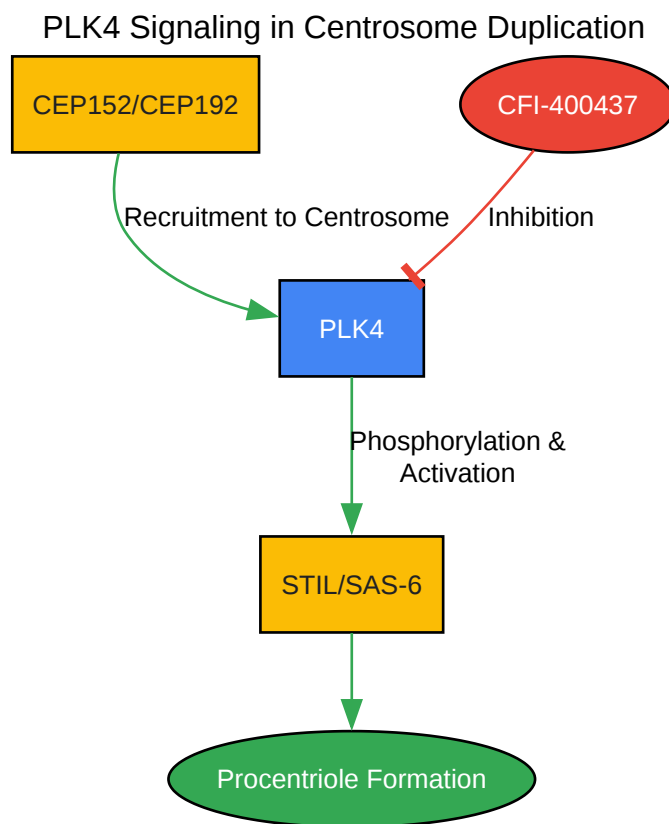 PLK4 Signaling in Centrosome Duplication
CEP152/CEP192
CFI-400437
Recruitment to Centrosome
Inhibition
PLK4
Phosphorylation &
Activation
STIL/SAS-6
Procentriole Formation